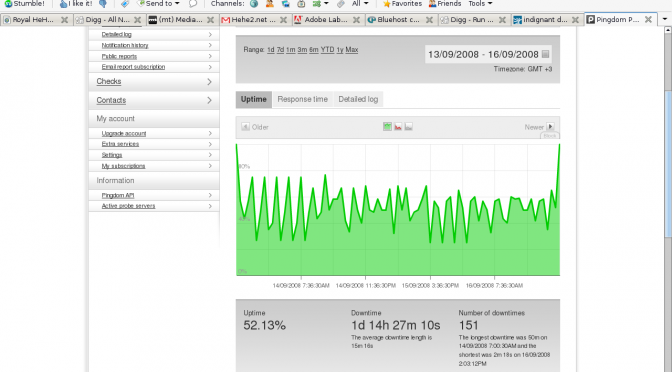 Stumble! I like it! Send to Channels: All Favorites Friends Tools
Royal HeH... Digg - All N... (mt) Media... Hehe2.net ... Adobe Lab... Bluehost c... Digg - Run ... indignant d... Pingdom P...
Detailed log
Notification history
Public reports
Email report subscription
Checks
Contacts
My account
Upgrade account
Extra services
Settings
My subscriptions
Information
Pingdom API
Active probe servers
Range: 1d 7d 1m 3m 6m YTD 1y Max
13/09/2008 - 16/09/2008
Timezone: GMT +3
Uptime Response time Detailed log
Older Newer
80%
0%
14/09/2008 7:36:30AM 14/09/2008 11:36:30PM 15/09/2008 3:36:30PM 16/09/2008 7:36:30AM
Uptime
52.13%
Downtime
1d 14h 27m 10s
The average downtime length is
15m 16s
Number of downtimes
151
The longest downtime was 50m on
14/09/2008 7:00:30AM and the
shortest was 2m 18s on 16/09/2008
2:03:12PM